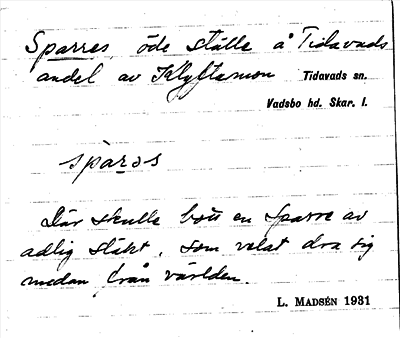 Sparres, öde ställe å Tidavads
andel av Klyftamon Tidavads sn.
Vadsbo hd. Skar. l.
spàrəs
Där skulle bott en Sparre av
adlig släkt, som velat dra sig
undan från världen.
L. MADSÉN 1931